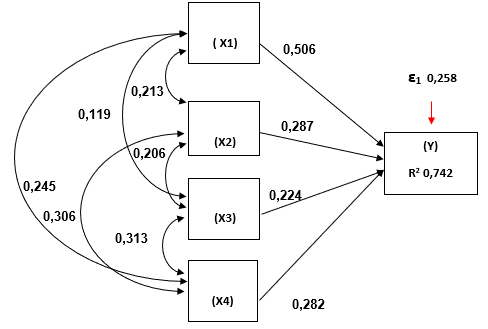 ( X1)
0,506
ε₁ 0,258
0,213
0,119
0,287
(Y)
(X2)
0,206
R² 0,742
0,245
0,224
0,306
(X3)
0,313
(X4)
0,282